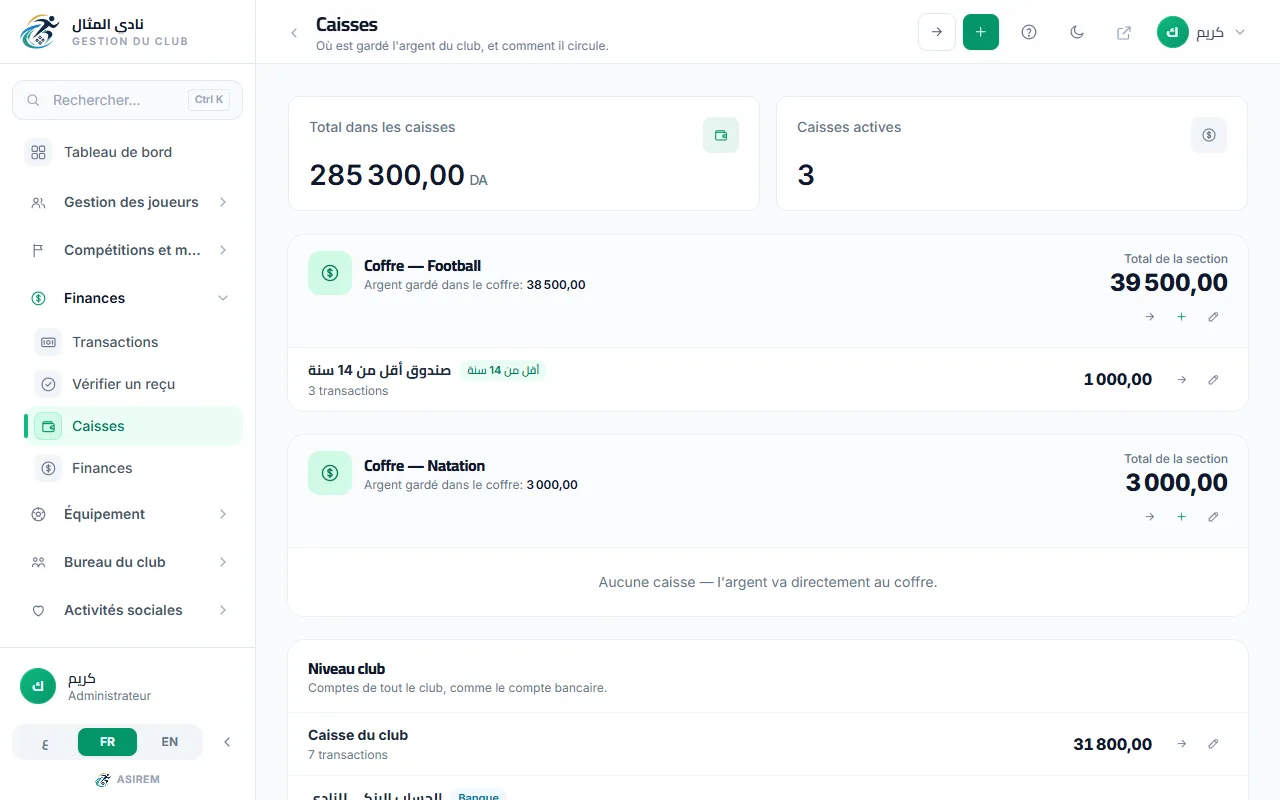 نادي المثال
GESTION DU CLUB
Rechercher...
Ctrl K
Tableau de bord
Gestion des joueurs
Compétitions et m...
Finances
Transactions
Vérifier un reçu
Caisses
Finances
Équipement
Bureau du club
Activités sociales
ك
كريم
Administrateur
ع
FR
EN
ASIREM
Caisses
Où est gardé l'argent du club, et comment il circule.
ك
كريم
Total dans les caisses
285 300,00 DA
Caisses actives
3
Coffre — Football
Argent gardé dans le coffre: 38 500,00
Total de la section
39 500,00
صندوق أقل من 14 سنة
أقل من 14 سنة
3 transactions
1 000,00
Coffre — Natation
Argent gardé dans le coffre: 3 000,00
Total de la section
3 000,00
Aucune caisse — l'argent va directement au coffre.
Niveau club
Comptes de tout le club, comme le compte bancaire.
Caisse du club
7 transactions
31 800,00
الحساب البنكي للنادي
Banque